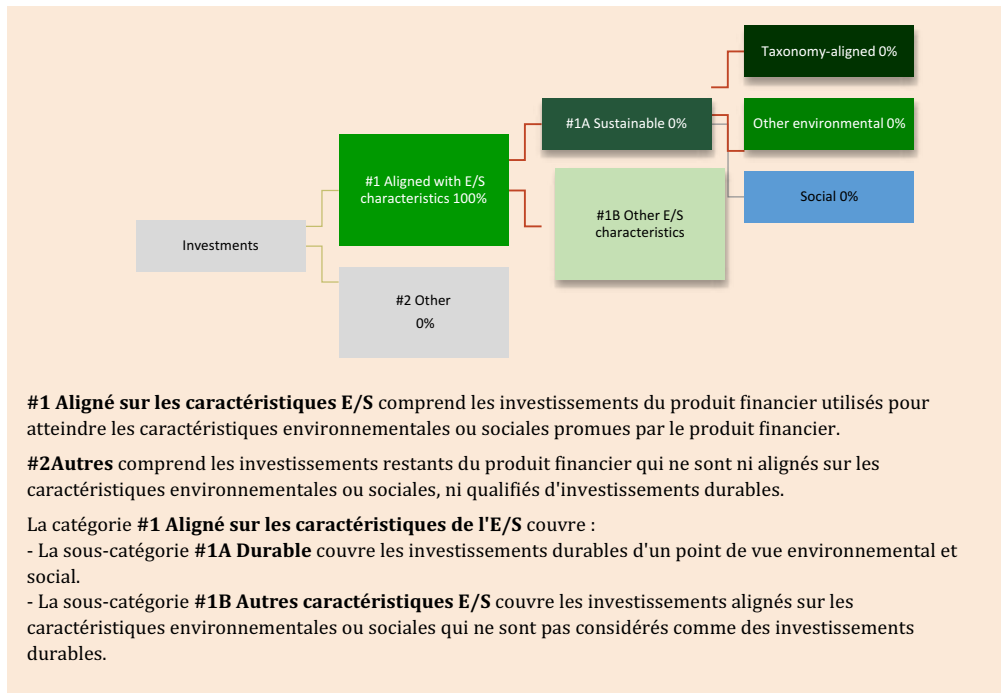 Taxonomy-aligned 0%
#1A Sustainable 0%
Other environmental 0%
#1 Aligned with E/S
characteristics 100%
Social 0%
#1B Other E/S
characteristics
Investments
#2 Other
0%
#1 Aligné sur les caractéristiques E/S comprend les investissements du produit financier utilisés pour
atteindre les caractéristiques environnementales ou sociales promues par le produit financier.
#2Autres comprend les investissements restants du produit financier qui ne sont ni alignés sur les
caractéristiques environnementales ou sociales, ni qualifiés d'investissements durables.
La catégorie #1 Aligné sur les caractéristiques de l'E/S couvre :
- La sous-catégorie #1A Durable couvre les investissements durables d'un point de vue environnemental et
social.
- La sous-catégorie #1B Autres caractéristiques E/S couvre les investissements alignés sur les
caractéristiques environnementales ou sociales qui ne sont pas considérés comme des investissements
durables.